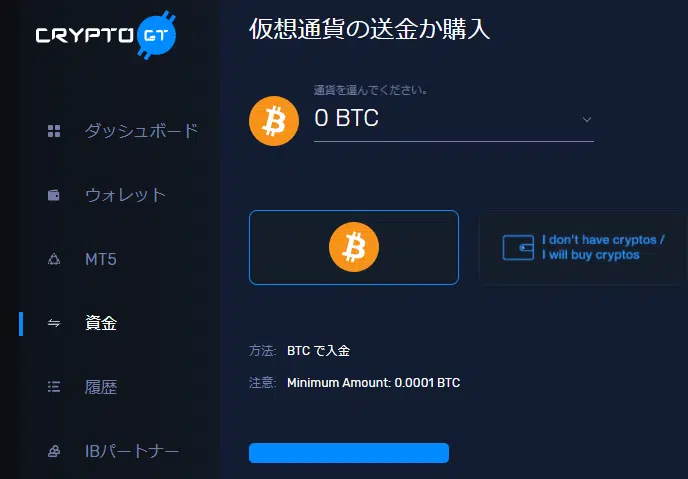 CRYPTO GT
仮想通貨の送金か購入
通貨を選んでください。
0 BTC
ダッシュボード
ウォレット
MT5
資金
履歴
IBパートナー
I don't have cryptos /
I will buy cryptos
方法: BTC で入金
注意: Minimum Amount: 0.0001 BTC